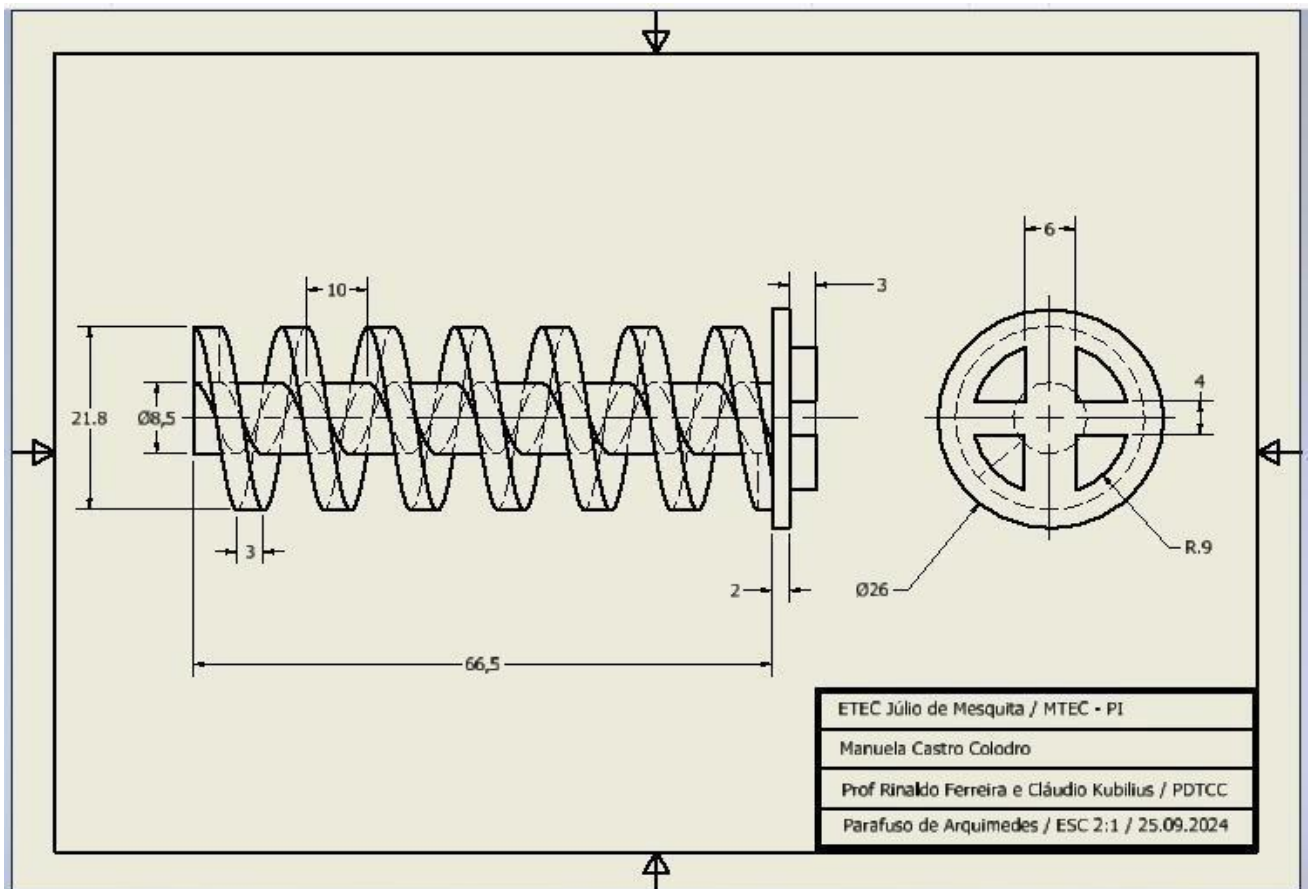 6
10
3
21.8
Ø8,5
4
3
R.9
2
Ø26
66,5
ETEC Júlio de Mesquita / MTEC - PI
Manuela Castro Colodro
Prof Rinaldo Ferreira e Cláudio Kubilius / PDTCC
Parafuso de Arquimedes / ESC 2:1 / 25.09.2024